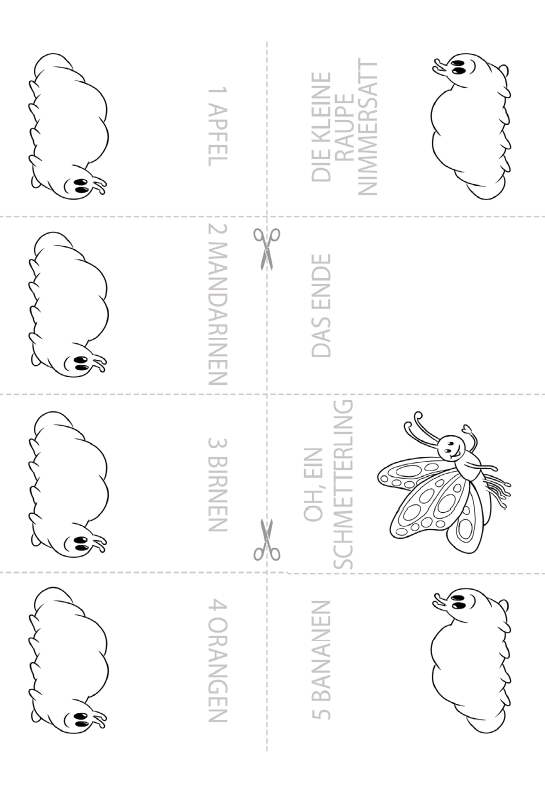 DIE KLEINE
RAUPE
NIMMERSATT
1 APFEL
2 MANDARINEN
3 BIRNEN
4 ORANGEN
5 BANANEN
OH, EIN
SCHMETTERLING
DAS ENDE